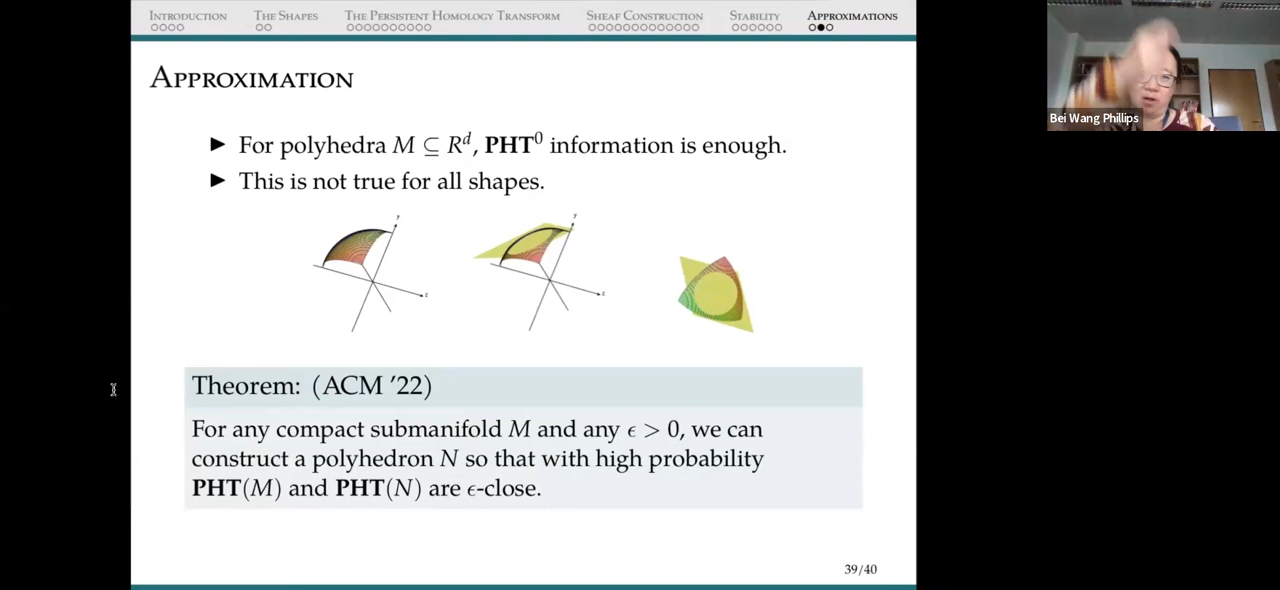 Introduction The Shapes The Persistent Homology Transform Sheaf Construction Stability Approximations
Approximation
► For polyhedra M ⊆ R^d, PHT^0 information is enough.
► This is not true for all shapes.
y
z
y
z
Theorem: (ACM ’22)
For any compact submanifold M and any ϵ > 0, we can
construct a polyhedron N so that with high probability
PHT(M) and PHT(N) are ϵ-close.
39/40
Bei Wang Phillips